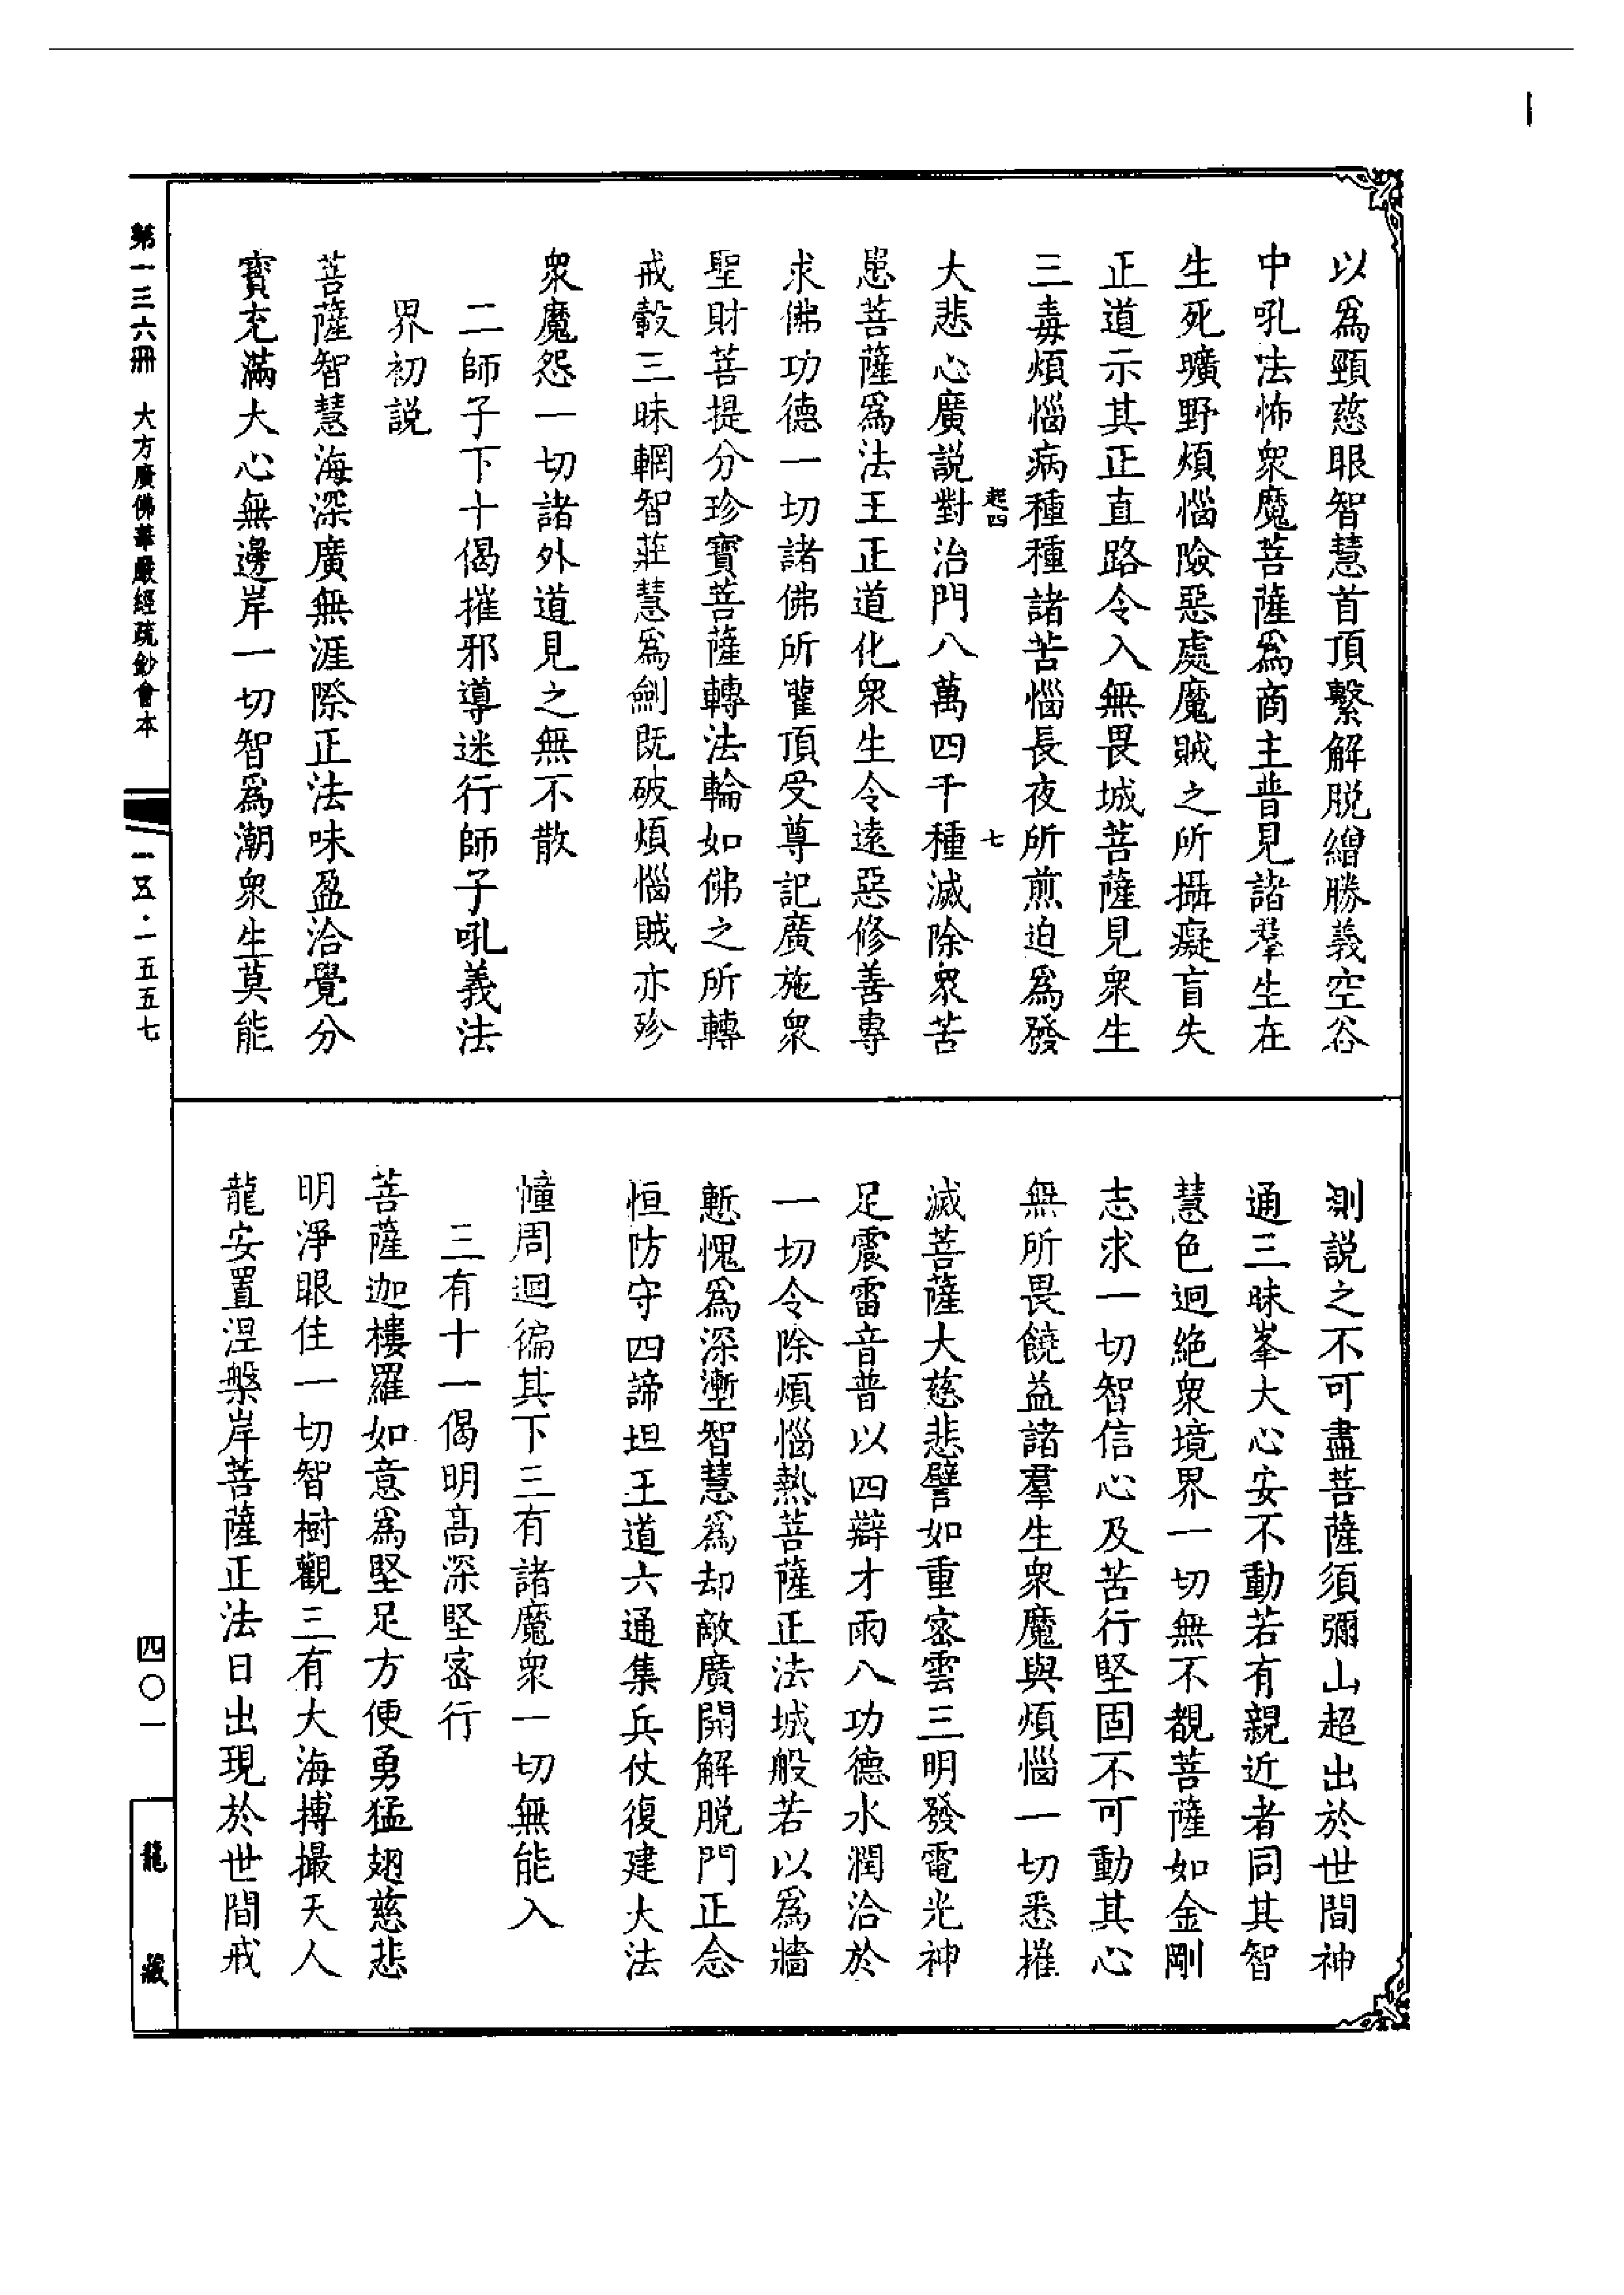 以爲頸慈眼智慧首頂繫解脫繒勝義空谷
中吼法怖衆魔菩薩爲商主普見諸羣生在
生死曠野煩惱險惡處魔賊之所攝癡盲失
正道示其正直路令入無畏城菩薩見衆生
三毒煩惱病種種諸苦惱長夜所煎迫爲發
起四 七
大悲心廣說對治門八萬四千種滅除衆苦
患菩薩爲法王正道化衆生令遠惡修善專
求佛功德一切諸佛所灌頂受尊記廣施衆
聖財菩提分珍寶菩薩轉法輪如佛之所轉
戒轂三昧輞智莊慧爲劍既破煩惱賊亦殄
衆魔怨一切諸外道見之無不散
二師子下十偈摧邪導迷行師子吼義法
界初說
菩薩智慧海深廣無涯際正法味盈洽覺分
寶充滿大心無邊岸一切智爲潮衆生莫能
測說之不可盡菩薩須彌山超出於世間神
通三昧峯大心安不動若有親近者同其智
慧色迥絕衆境界一切無不覩菩薩如金剛
志求一切智信心及苦行堅固不可動其心
無所畏饒益諸羣生衆魔與煩惱一切悉摧
滅菩薩大慈悲譬如重密雲三明發電光神
足震雷音普以四辯才雨八功德水潤洽於
一切令除煩惱熱菩薩正法城般若以爲牆
慙愧爲深塹智慧爲却敵廣開解脫門正念
恒防守四諦坦王道六通集兵仗復建大法
幢周迴徧其下三有諸魔衆一切無能入
三有十一偈明高深堅密行
菩薩迦樓羅如意爲堅足方便勇猛翅慈悲
明淨眼住一切智樹觀三有大海搏撮天人
龍安置涅槃岸菩薩正法日出現於世間戒
第一三六冊 大方廣佛華嚴經疏鈔會本 一五·一五五七
四〇一
龍藏